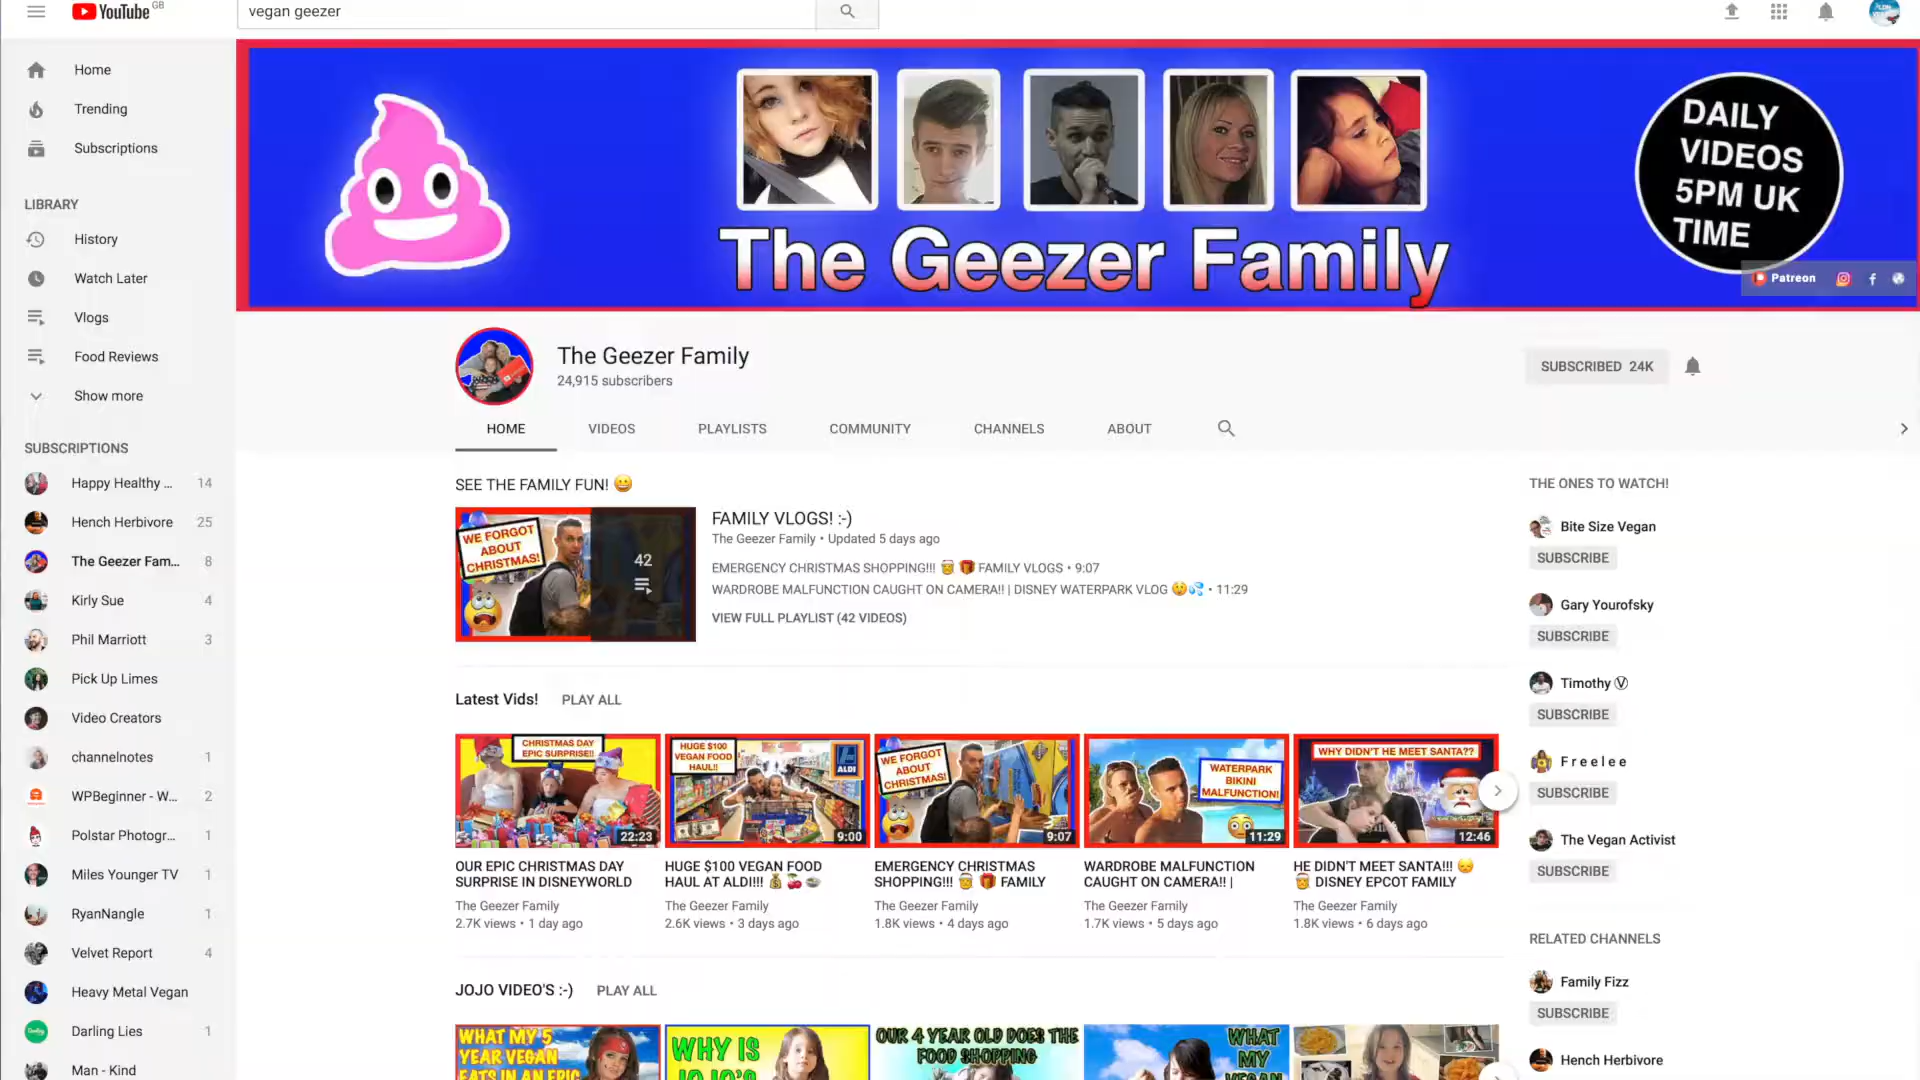 YouTube GB
vegan geezer
Home
Trending
Subscriptions
LIBRARY
History
Watch Later
Vlogs
Food Reviews
Show more
SUBSCRIPTIONS
Happy Healthy ... 14
Hench Herbivore 25
The Geezer Fam... 8
Kirly Sue 4
Phil Marriott 3
Pick Up Limes
Video Creators
channelnotes 1
WPBeginner - W... 2
Polstar Photogr... 1
Miles Younger TV 1
RyanNangle 1
Velvet Report 4
Heavy Metal Vegan
Darling Lies 1
Man - Kind
The Geezer Family
DAILY
VIDEOS
5PM UK
TIME
Patreon
The Geezer Family
24,915 subscribers
SUBSCRIBED 24K
HOME VIDEOS PLAYLISTS COMMUNITY CHANNELS ABOUT
SEE THE FAMILY FUN! 😀
WE FORGOT
ABOUT
CHRISTMAS!
42
FAMILY VLOGS! :-)
The Geezer Family • Updated 5 days ago
EMERGENCY CHRISTMAS SHOPPING!!! 🎅 🎁 FAMILY VLOGS • 9:07
WARDROBE MALFUNCTION CAUGHT ON CAMERA!! | DISNEY WATERPARK VLOG 😲💦 • 11:29
VIEW FULL PLAYLIST (42 VIDEOS)
Latest Vids! PLAY ALL
CHRISTMAS DAY
EPIC SURPRISE!!
22:23
OUR EPIC CHRISTMAS DAY
SURPRISE IN DISNEYWORLD
The Geezer Family
2.7K views • 1 day ago
HUGE $100
VEGAN FOOD
HAUL!!
ALDI
9:00
HUGE $100 VEGAN FOOD
HAUL AT ALDI!!! 💰🍒🍲
The Geezer Family
2.6K views • 3 days ago
WE FORGOT
ABOUT
CHRISTMAS!
9:07
EMERGENCY CHRISTMAS
SHOPPING!!! 🎅 🎁 FAMILY
The Geezer Family
1.8K views • 4 days ago
WATERPARK
BIKINI
MALFUNCTION!
11:29
WARDROBE MALFUNCTION
CAUGHT ON CAMERA!! |
The Geezer Family
1.7K views • 5 days ago
WHY DIDN'T HE MEET SANTA??
12:46
HE DIDN'T MEET SANTA!!! 😔
🎅 DISNEY EPCOT FAMILY
The Geezer Family
1.8K views • 6 days ago
JOJO VIDEO'S :-) PLAY ALL
WHAT MY 5
YEAR VEGAN
EATS IN AN EPIC
WHY IS
JOJO'S
OUR 4 YEAR OLD DOES THE
FOOD SHOPPING
WHAT
MY
VEGAN
THE ONES TO WATCH!
Bite Size Vegan
SUBSCRIBE
Gary Yourofsky
SUBSCRIBE
Timothy Ⓥ
SUBSCRIBE
F r e e l e e
SUBSCRIBE
The Vegan Activist
SUBSCRIBE
RELATED CHANNELS
Family Fizz
SUBSCRIBE
Hench Herbivore